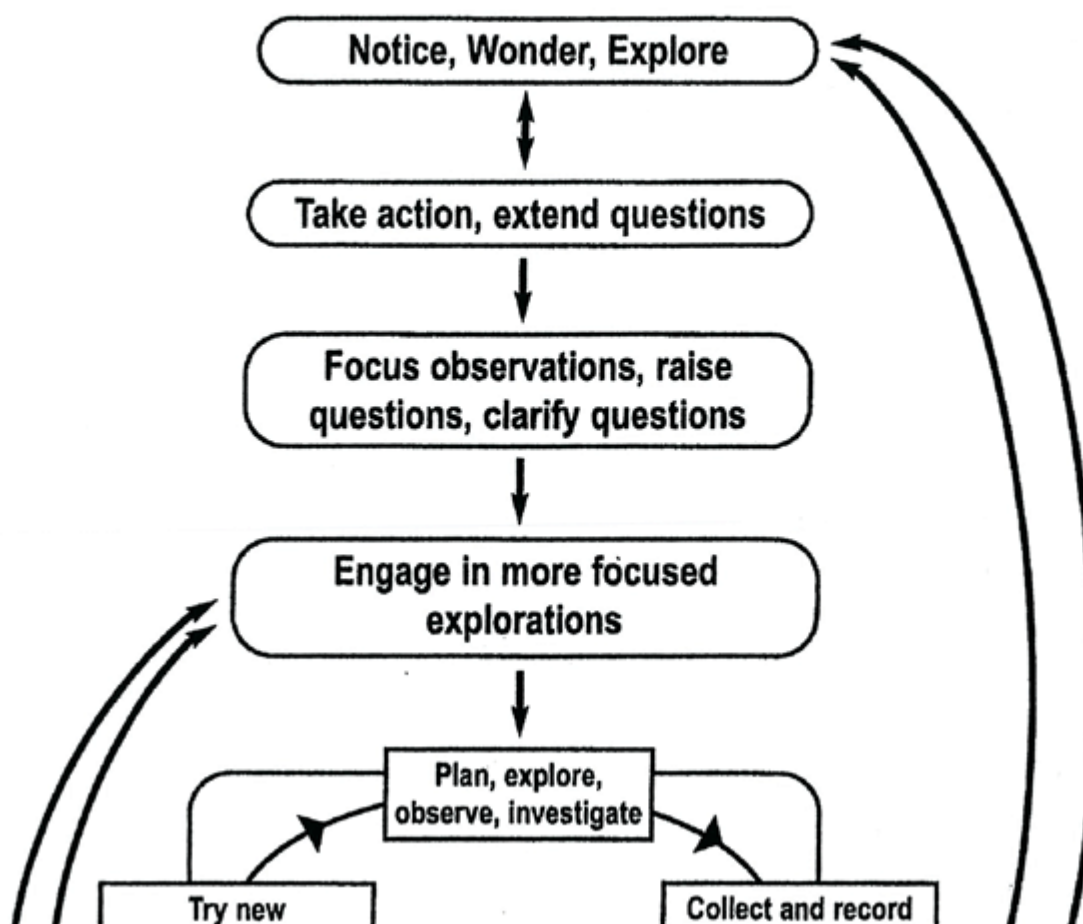 Notice, Wonder, Explore
Take action, extend questions
Focus observations, raise
questions, clarify questions
Engage in more focused
explorations
Plan, explore,
observe, investigate
Try new
Collect and record